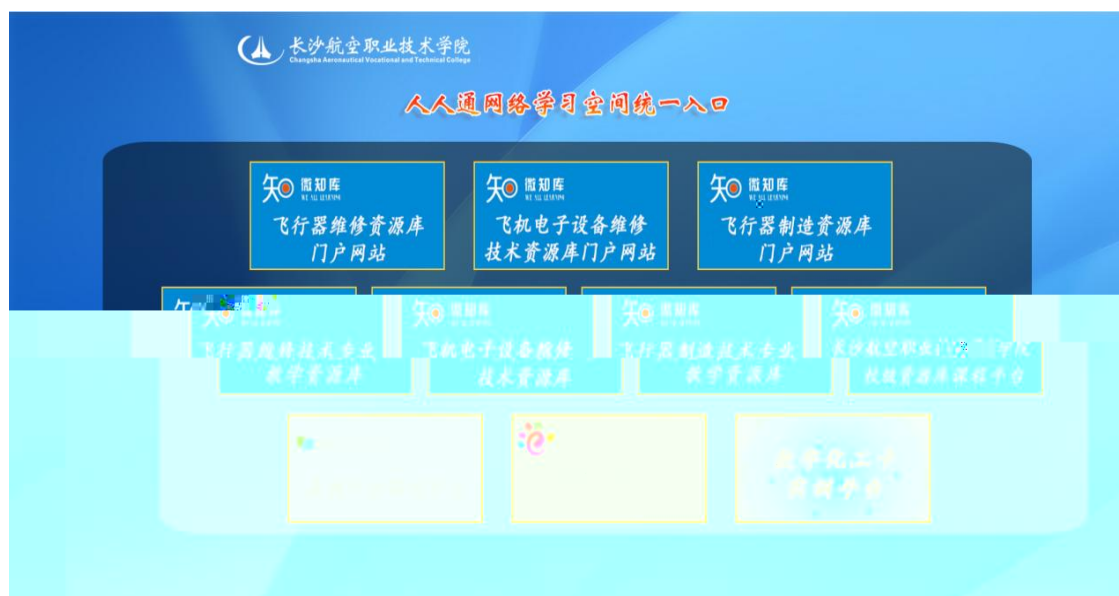 长沙航空职业技术学院
Changsha Aeronautical Vocational and Technical College
人人通网络学习空间统一入口
微知库
飞行器维修资源库
门户网站
微知库
飞机电子设备维修
技术资源库门户网站
微知库
飞行器制造资源库
门户网站
飞行器维修技术专业
教学资源库
微知库
飞机电子设备维修
技术资源库
微知库
飞行器制造技术专业
教学资源库
微知库
长沙航空职业
校级资源库课程平台